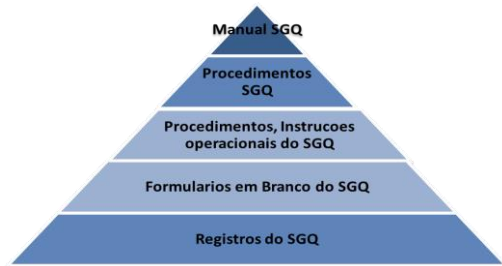 Manual SGQ
Procedimentos
SGQ
Procedimentos, Instrucoes
operacionais do SGQ
Formularios em Branco do SGQ
Registros do SGQ